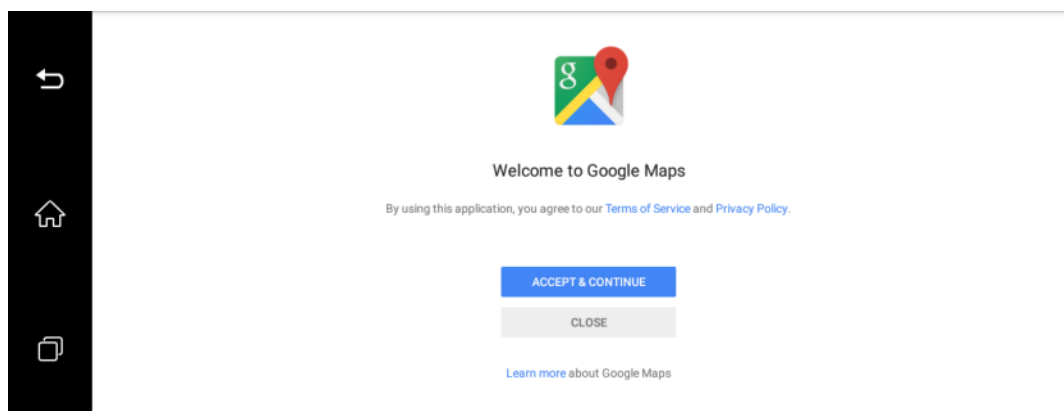 g
Welcome to Google Maps
By using this application, you agree to our Terms of Service and Privacy Policy.
ACCEPT & CONTINUE
CLOSE
Learn more about Google Maps